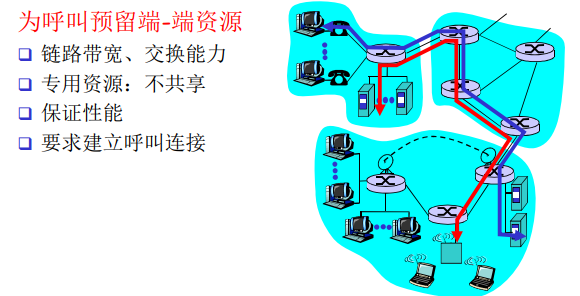 为呼叫预留端-端资源
链路带宽、交换能力
专用资源：不共享
保证性能
要求建立呼叫连接